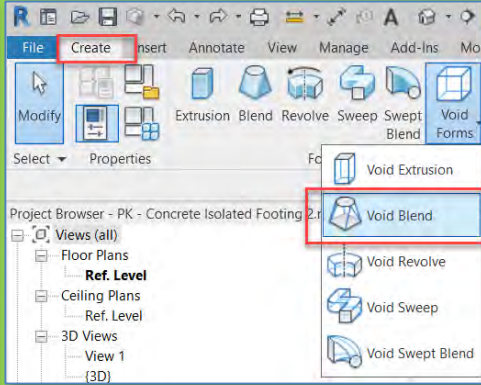 R A
File Create Insert Annotate View Manage Add-Ins Mo
Modify Extrusion Blend Revolve Sweep Swept Blend Void Forms
Select Properties Fo
Void Extrusion
Project Browser - PK - Concrete Isolated Footing 2.r
Void Blend
Views (all)
Floor Plans
Ref. Level
Void Revolve
Ceiling Plans
Ref. Level
Void Sweep
3D Views
View 1
Void Swept Blend
{3D}